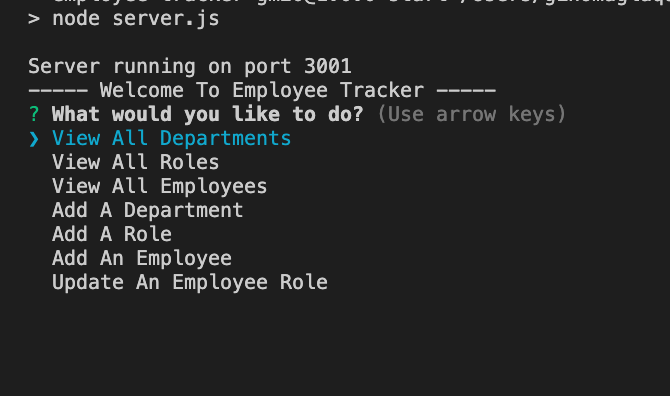 > node server.js
Server running on port 3001
----- Welcome To Employee Tracker -----
? What would you like to do? (Use arrow keys)
❯ View All Departments
View All Roles
View All Employees
Add A Department
Add A Role
Add An Employee
Update An Employee Role